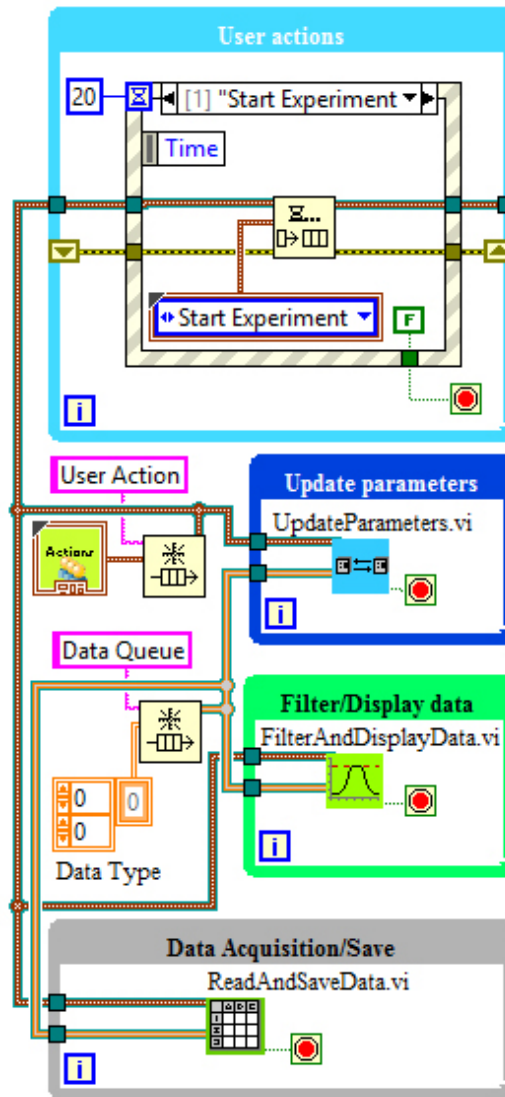 User actions
20
[1] "Start Experiment
Time
Start Experiment
F
i
User Action
Update parameters
UpdateParameters.vi
Actions
i
Data Queue
Filter/Display data
FilterAndDisplayData.vi
0
0
0
i
Data Type
Data Acquisition/Save
ReadAndSaveData.vi
i